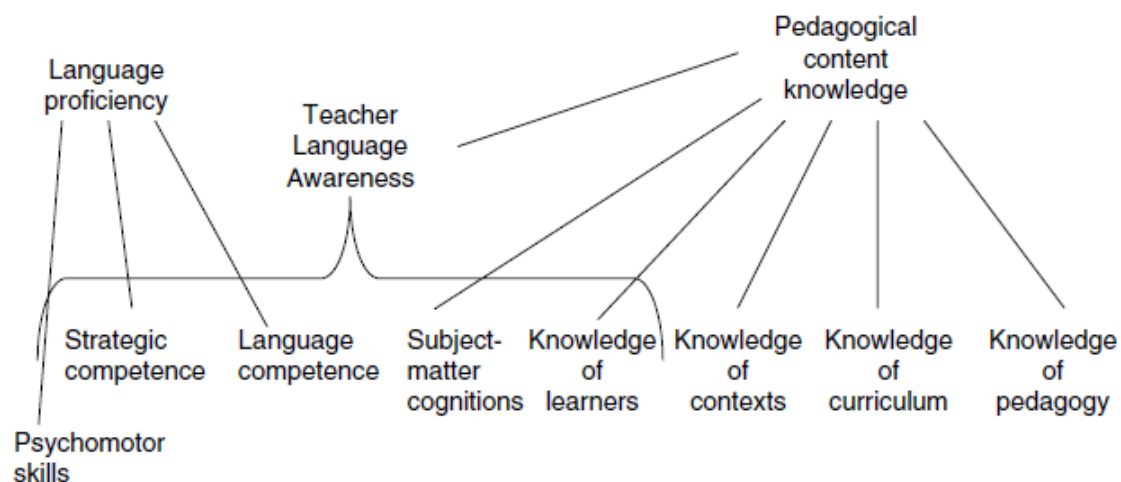 Pedagogical
content
knowledge
Language
proficiency
Teacher
Language
Awareness
Strategic
competence
Language
competence
Subject-
matter
cognitions
Knowledge
of
learners
Knowledge
of
contexts
Knowledge
of
curriculum
Knowledge
of
pedagogy
Psychomotor
skills